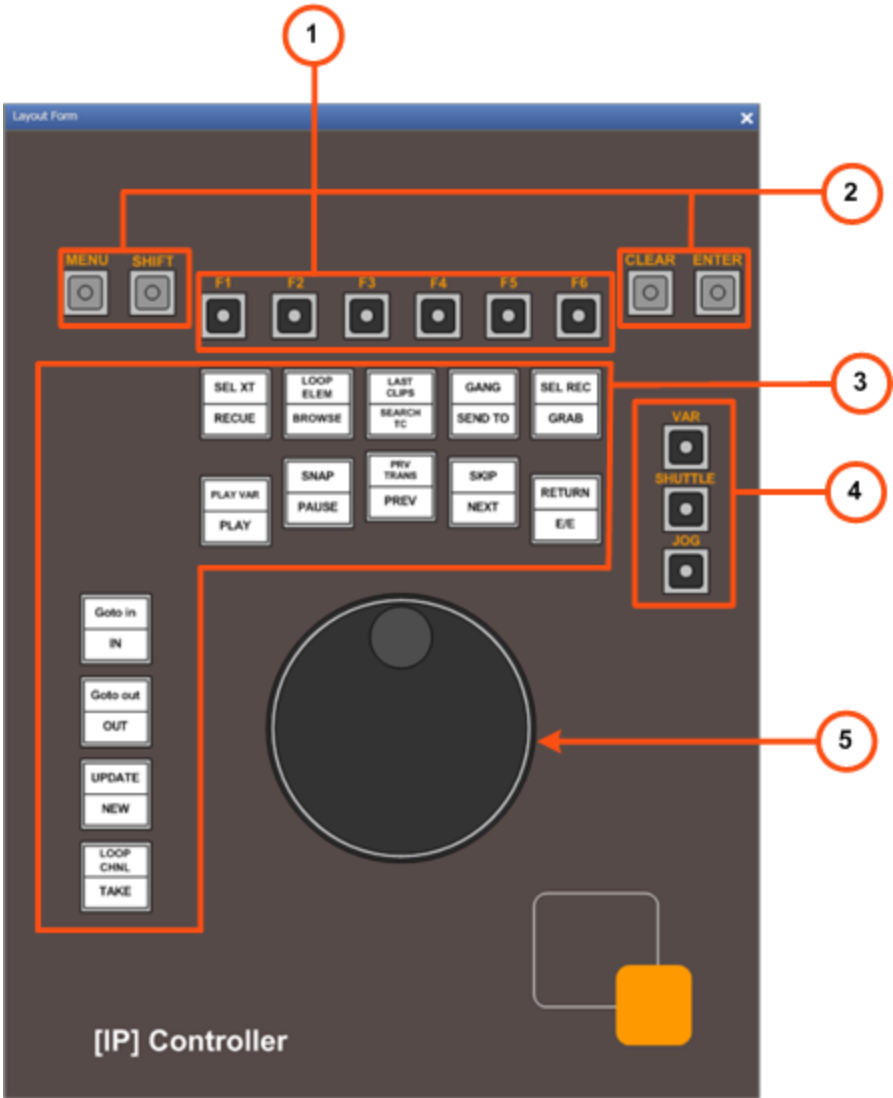 1
Layout Form
2
MENU SHIFT
CLEAR ENTER
F1 F2 F3 F4 F5 F6
3
SEL XT
RECUE
LOOP
ELEM
BROWSE
LAST
CLIPS
SEARCH
TC
GANG
SEND TO
SEL REC
GRAB
VAR
SHUTTLE
JOG
4
PLAY VAR
PLAY
SNAP
PAUSE
PRV
TRANS
PREV
SKIP
NEXT
RETURN
E/E
Goto in
IN
Goto out
OUT
5
UPDATE
NEW
LOOP
CHNL
TAKE
[IP] Controller